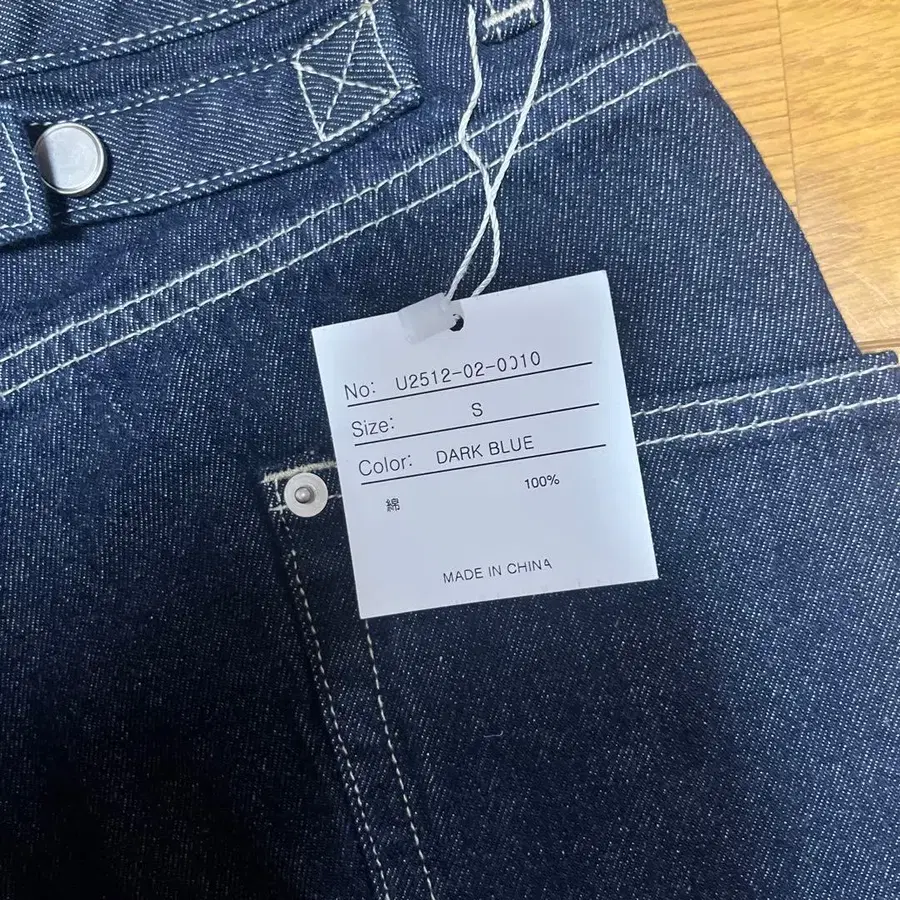 No: U2512-02-0010
Size: S
Color: DARK BLUE
綿 100%
MADE IN CHINA